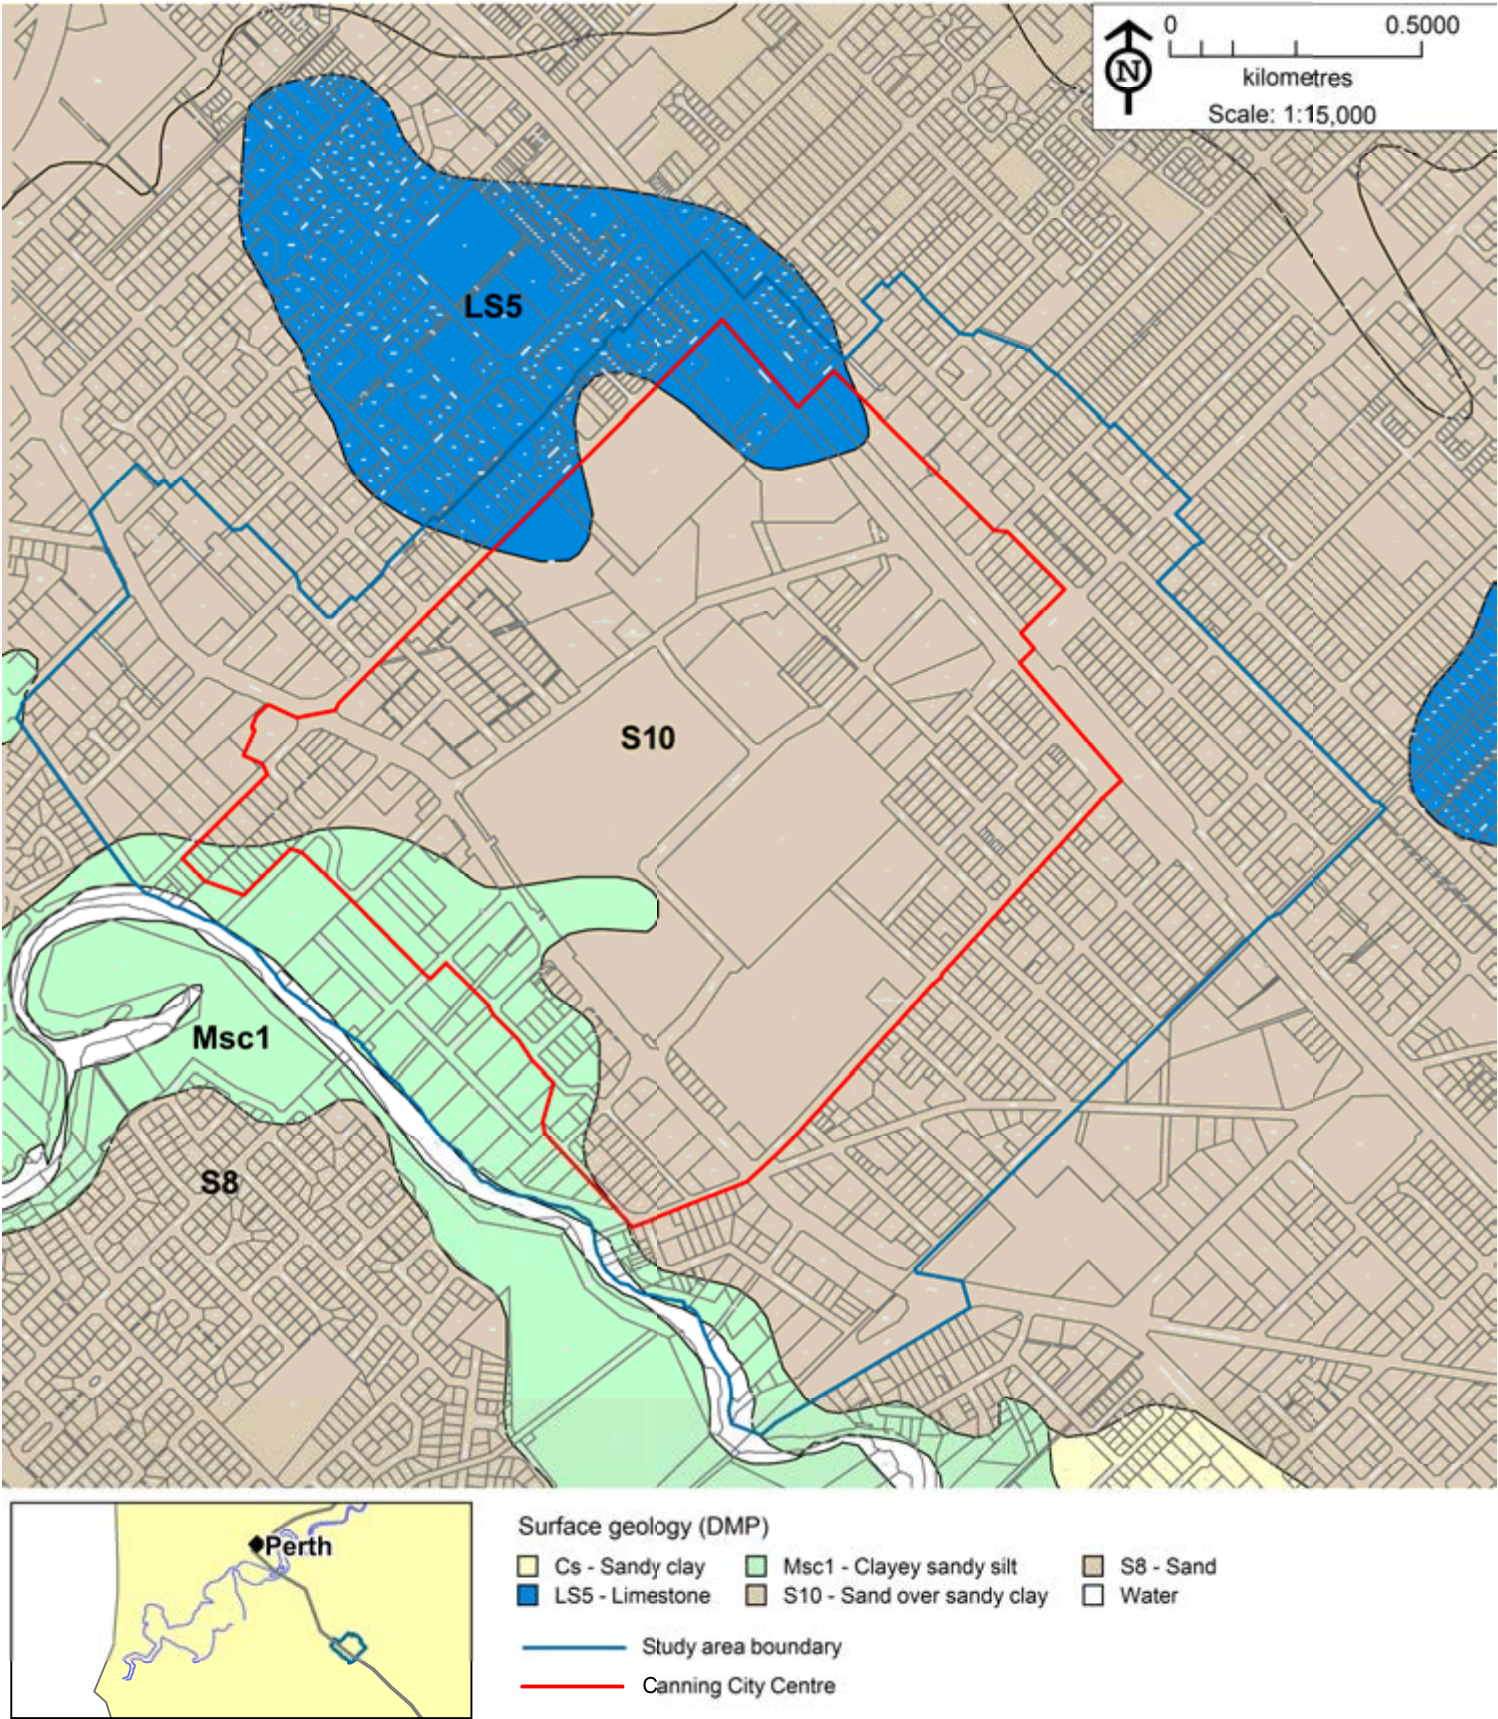 0 0.5000
N
kilometres
Scale: 1:15,000
LS5
S10
Msc1
S8
Perth
Surface geology (DMP)
Cs - Sandy clay Msc1 - Clayey sandy silt S8 - Sand
LS5 - Limestone S10 - Sand over sandy clay Water
Study area boundary
Canning City Centre